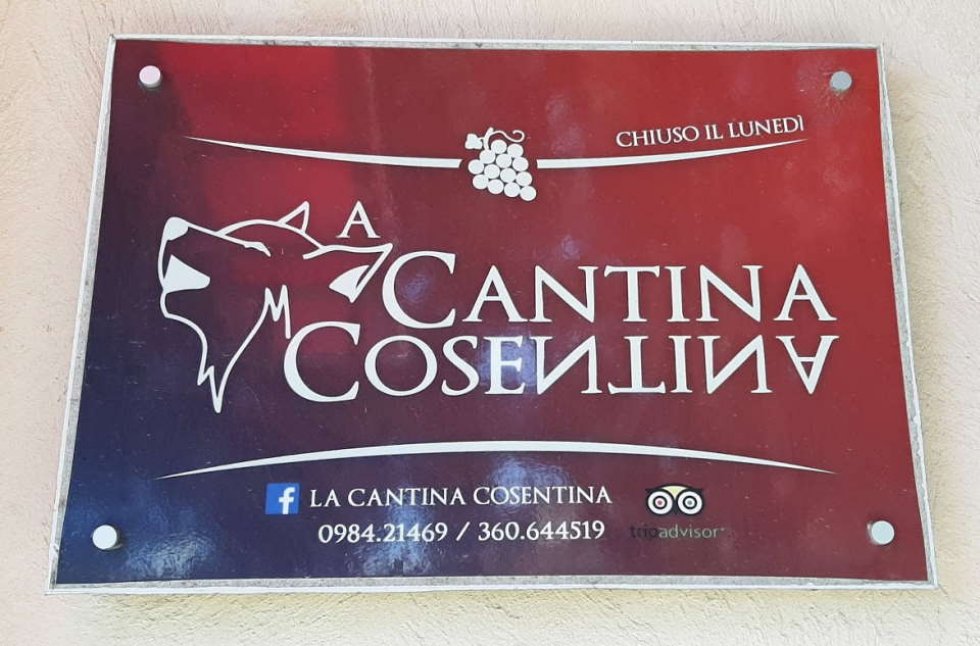 CHIUSO IL LUNEDÌ
A
CANTINA
COSENTINA
LA CANTINA COSENTINA
0984.21469 / 360.644519
tripadvisor